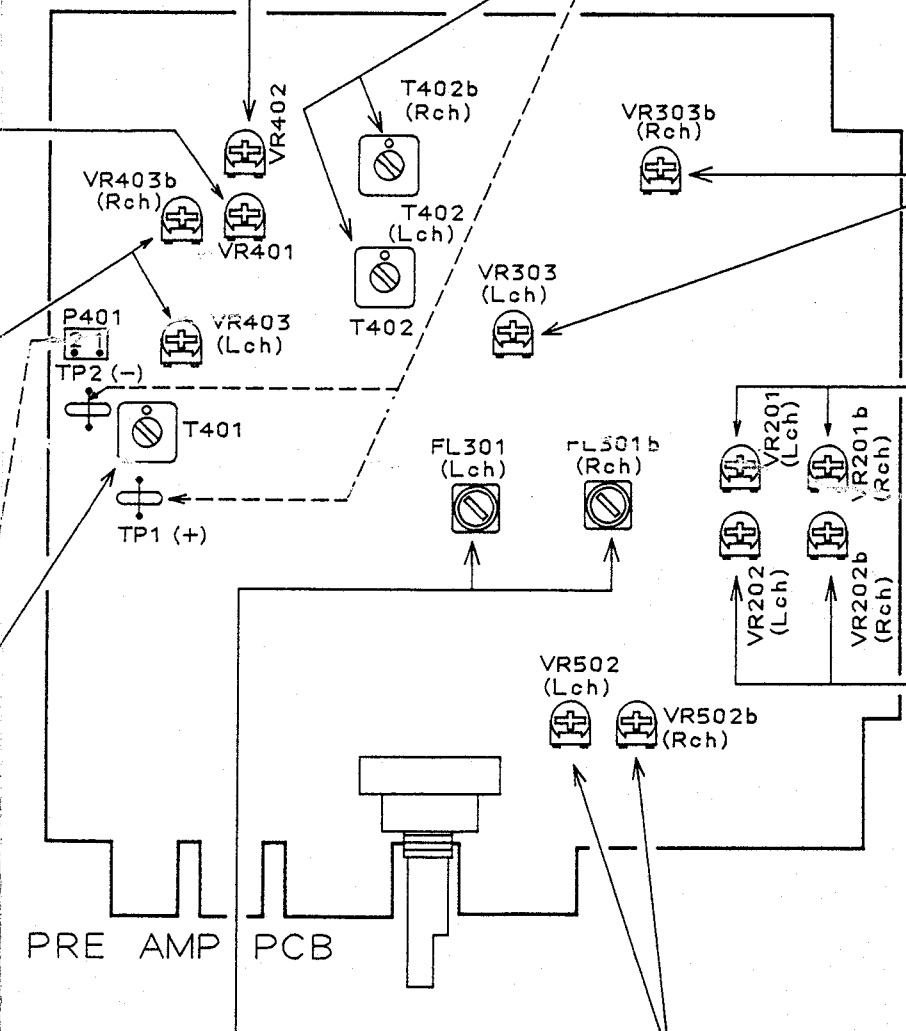 VR402
T402b
(Rch)
VR303b
(Rch)
VR403b
(Rch)
VR401
T402
(Lch)
T402
VR303
(Lch)
P401
2 1
VR403
(Lch)
TP2 (-)
T401
TP1 (+)
FL301
(Lch)
FL301b
(Rch)
VR201
(Lch)
VR201b
(Rch)
VR202
(Lch)
VR202b
(Rch)
VR502
(Lch)
VR502b
(Rch)
PRE AMP PCB